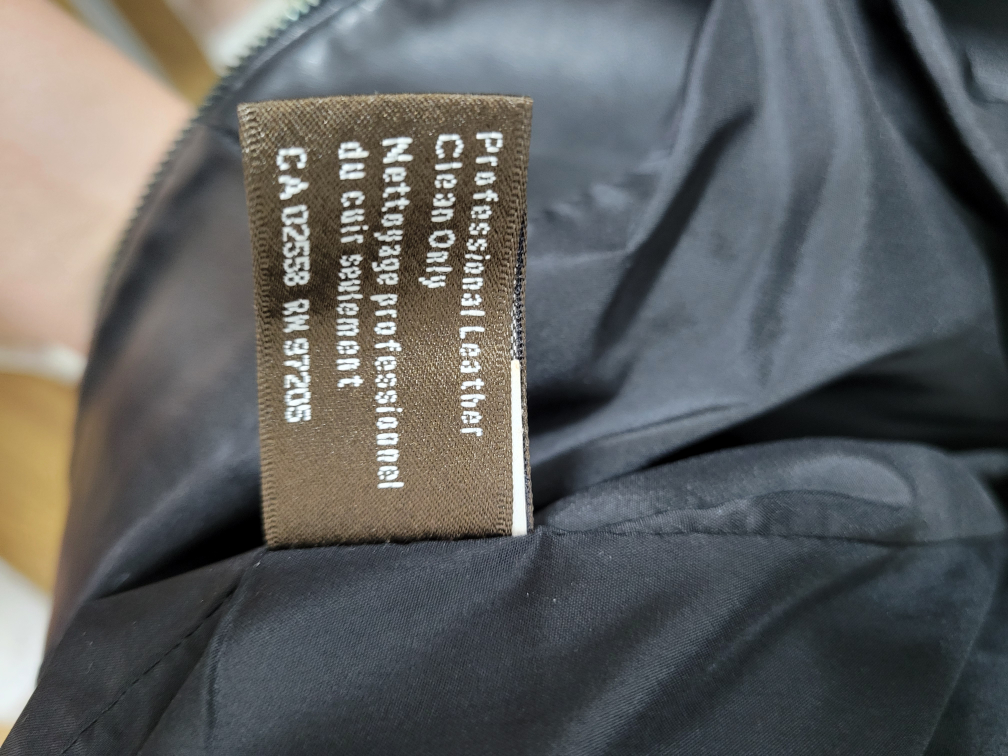 Professional Leather
Clean Only
Nettoyage professionnel
du cuir seulement
CA 02558 RN 97205